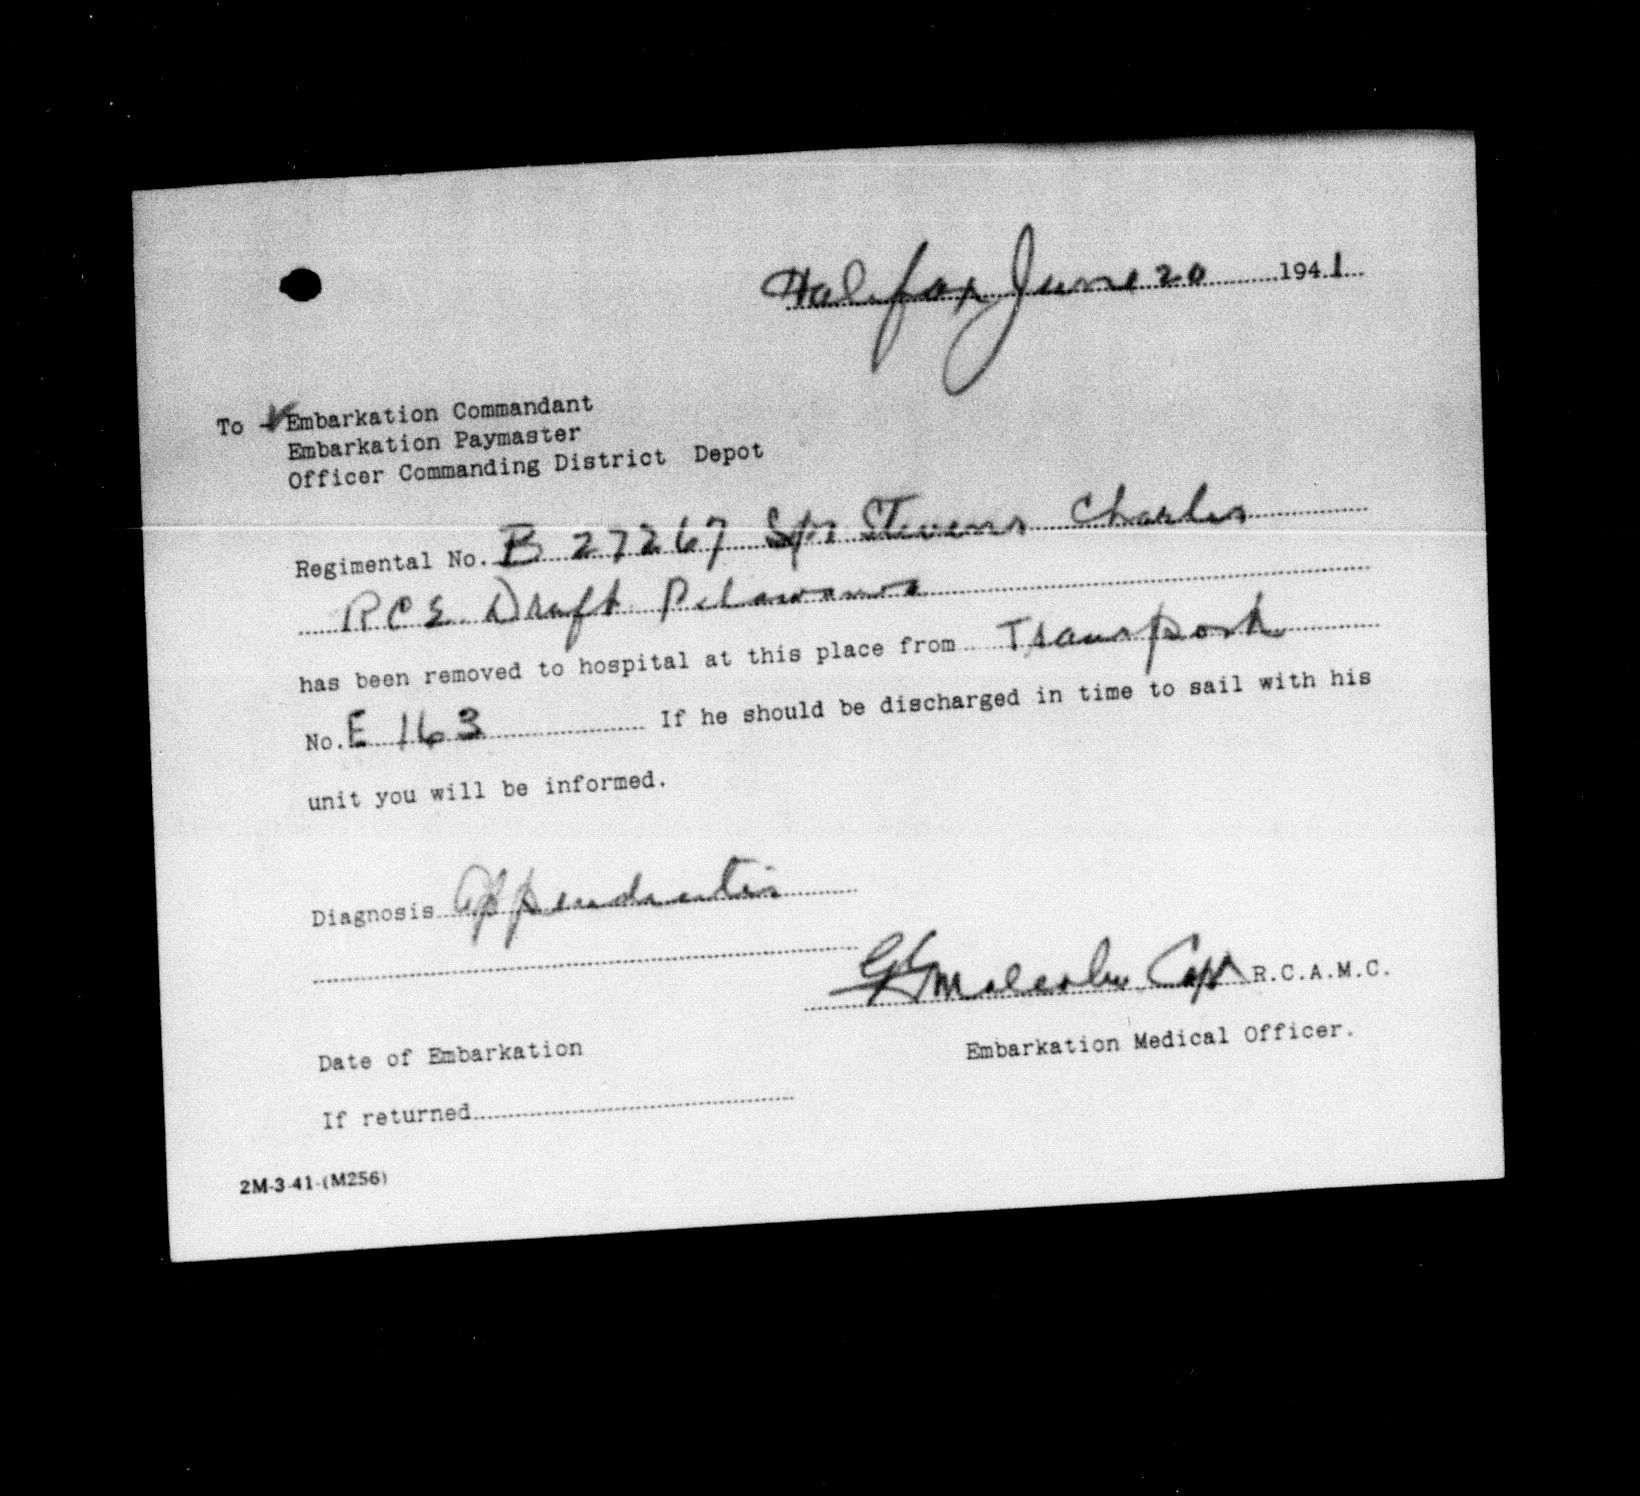 Halifax June 20 1941
To Embarkation Commandant
Embarkation Paymaster
Officer Commanding District Depot
Regimental No. B 27267 Spr Stevens Charles
RCE Draft Petawawa
has been removed to hospital at this place from Transport
No. E 163 If he should be discharged in time to sail with his
unit you will be informed.
Diagnosis Appendicitis
Malcolm Capt R.C.A.M.C.
Embarkation Medical Officer.
Date of Embarkation
If returned
2M-3-41-(M256)